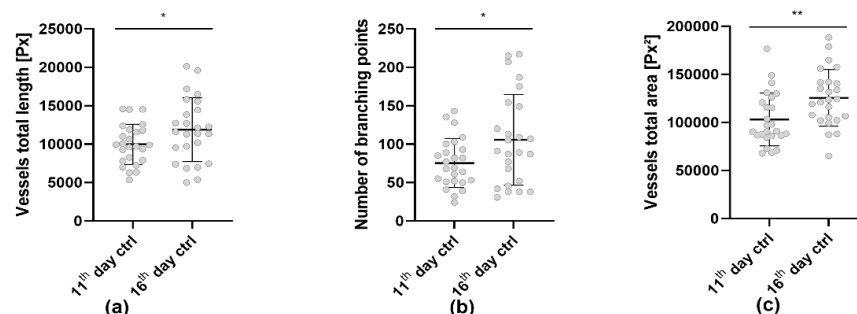 *
Vessels total length [Px]
25000
20000
15000
10000
5000
0
11th day ctrl
16th day ctrl
(a)
*
Number of branching points
250
200
150
100
50
0
11th day ctrl
16th day ctrl
(b)
**
Vessels total area [Px²]
200000
150000
100000
50000
0
11th day ctrl
16th day ctrl
(c)